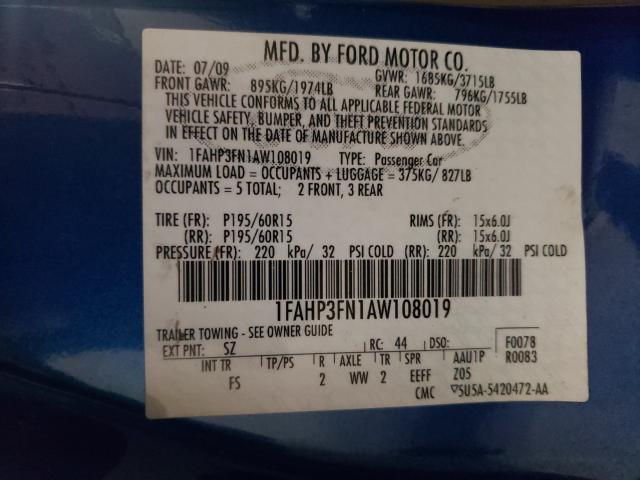 MFD. BY FORD MOTOR CO.
DATE: 07/09 GVWR: 1685KG/3715LB
FRONT GAWR: 895KG/1974LB REAR GAWR: 796KG/1755LB
THIS VEHICLE CONFORMS TO ALL APPLICABLE FEDERAL MOTOR
VEHICLE SAFETY, BUMPER, AND THEFT PREVENTION STANDARDS
IN EFFECT ON THE DATE OF MANUFACTURE SHOWN ABOVE.
VIN: 1FAHP3FN1AW108019 TYPE: Passenger Car
MAXIMUM LOAD = OCCUPANTS + LUGGAGE = 375KG/ 827LB
OCCUPANTS = 5 TOTAL; 2 FRONT, 3 REAR
TIRE (FR): P195/60R15 RIMS (FR): 15x6.0J
(RR): P195/60R15 (RR): 15x6.0J
PRESSURE(FR): 220 kPa/ 32 PSI COLD (RR): 220 kPa/ 32 PSI COLD
1FAHP3FN1AW108019
TRAILER TOWING - SEE OWNER GUIDE
EXT PNT: SZ RC: 44 DSO: F0078
R0083
INT TR TP/PS R AXLE TR SPR AAU1P
FS 2 WW 2 EEFF Z05
CMC 5U5A-5420472-AA